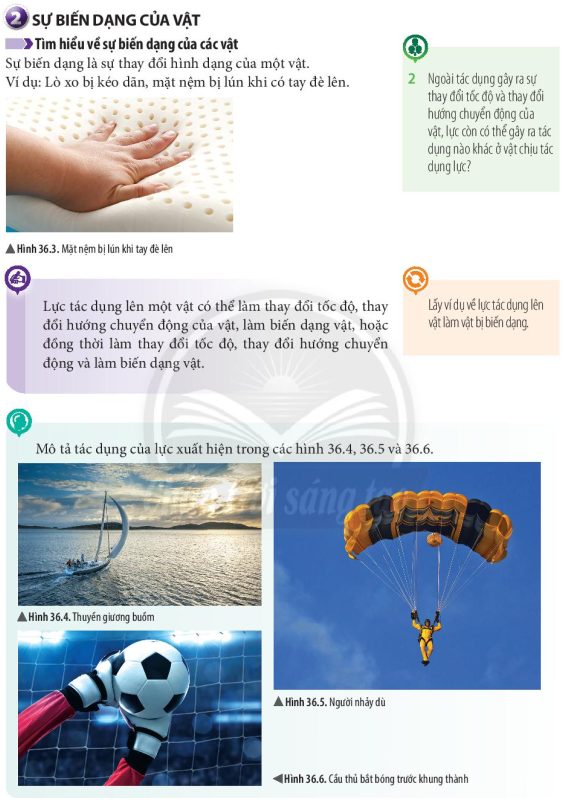 2 SỰ BIẾN DẠNG CỦA VẬT
Tìm hiểu về sự biến dạng của các vật
Sự biến dạng là sự thay đổi hình dạng của một vật.
Ví dụ: Lò xo bị kéo dãn, mặt nệm bị lún khi có tay đè lên.
Hình 36.3. Mặt nệm bị lún khi tay đè lên
2 Ngoài tác dụng gây ra sự
thay đổi tốc độ và thay đổi
hướng chuyển động của
vật, lực còn có thể gây ra tác
dụng nào khác ở vật chịu tác
dụng lực?
Lực tác dụng lên một vật có thể làm thay đổi tốc độ, thay
đổi hướng chuyển động của vật, làm biến dạng vật, hoặc
đồng thời làm thay đổi tốc độ, thay đổi hướng chuyển
động và làm biến dạng vật.
Lấy ví dụ về lực tác dụng lên
vật làm vật bị biến dạng.
Mô tả tác dụng của lực xuất hiện trong các hình 36.4, 36.5 và 36.6.
Hình 36.4. Thuyền giương buồm
Hình 36.5. Người nhảy dù
Hình 36.6. Cầu thủ bắt bóng trước khung thành